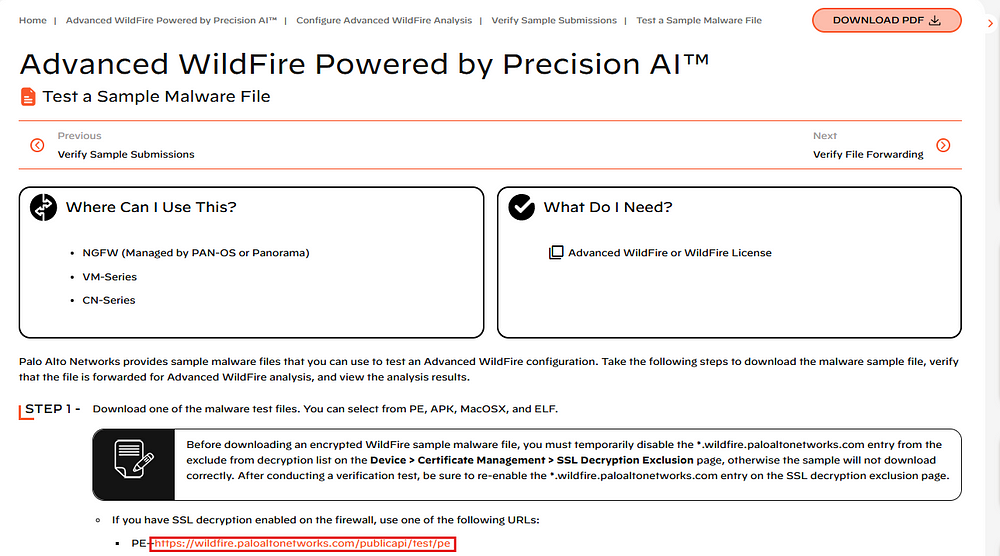 Home | Advanced WildFire Powered by Precision AI™ | Configure Advanced WildFire Analysis | Verify Sample Submissions | Test a Sample Malware File
DOWNLOAD PDF
Advanced WildFire Powered by Precision AI™
Test a Sample Malware File
Previous
Verify Sample Submissions
Next
Verify File Forwarding
Where Can I Use This?
• NGFW (Managed by PAN-OS or Panorama)
• VM-Series
• CN-Series
What Do I Need?
Advanced WildFire or WildFire License
Palo Alto Networks provides sample malware files that you can use to test an Advanced WildFire configuration. Take the following steps to download the malware sample file, verify
that the file is forwarded for Advanced WildFire analysis, and view the analysis results.
STEP 1 - Download one of the malware test files. You can select from PE, APK, MacOSX, and ELF.
Before downloading an encrypted WildFire sample malware file, you must temporarily disable the *.wildfire.paloaltonetworks.com entry from the
exclude from decryption list on the Device > Certificate Management > SSL Decryption Exclusion page, otherwise the sample will not download
correctly. After conducting a verification test, be sure to re-enable the *.wildfire.paloaltonetworks.com entry on the SSL decryption exclusion page.
If you have SSL decryption enabled on the firewall, use one of the following URLs:
PE—https://wildfire.paloaltonetworks.com/publicapi/test/pe